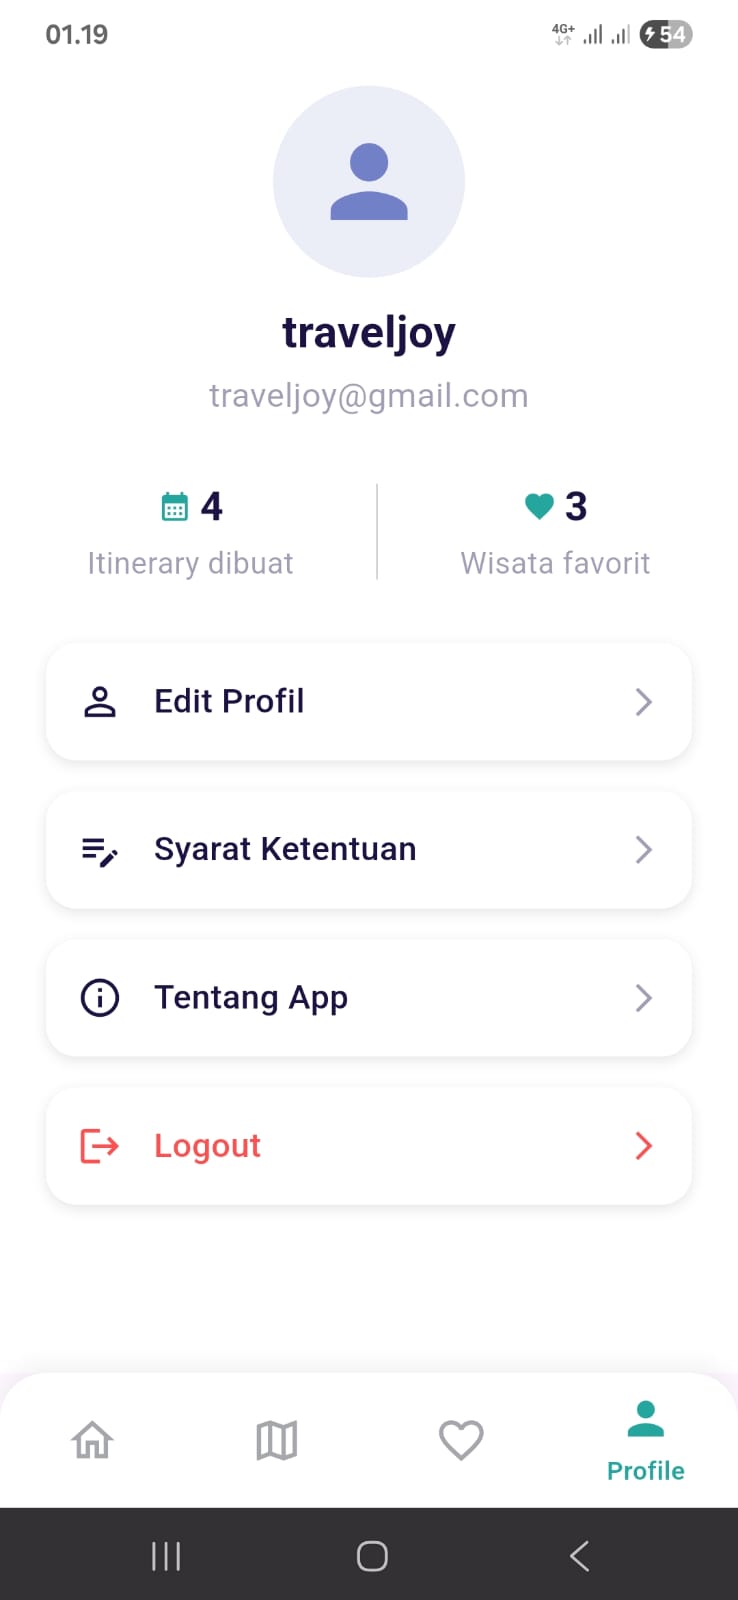 01.19
4G+
54
traveljoy
traveljoy@gmail.com
4
Itinerary dibuat
3
Wisata favorit
Edit Profil
Syarat Ketentuan
Tentang App
Logout
Profile